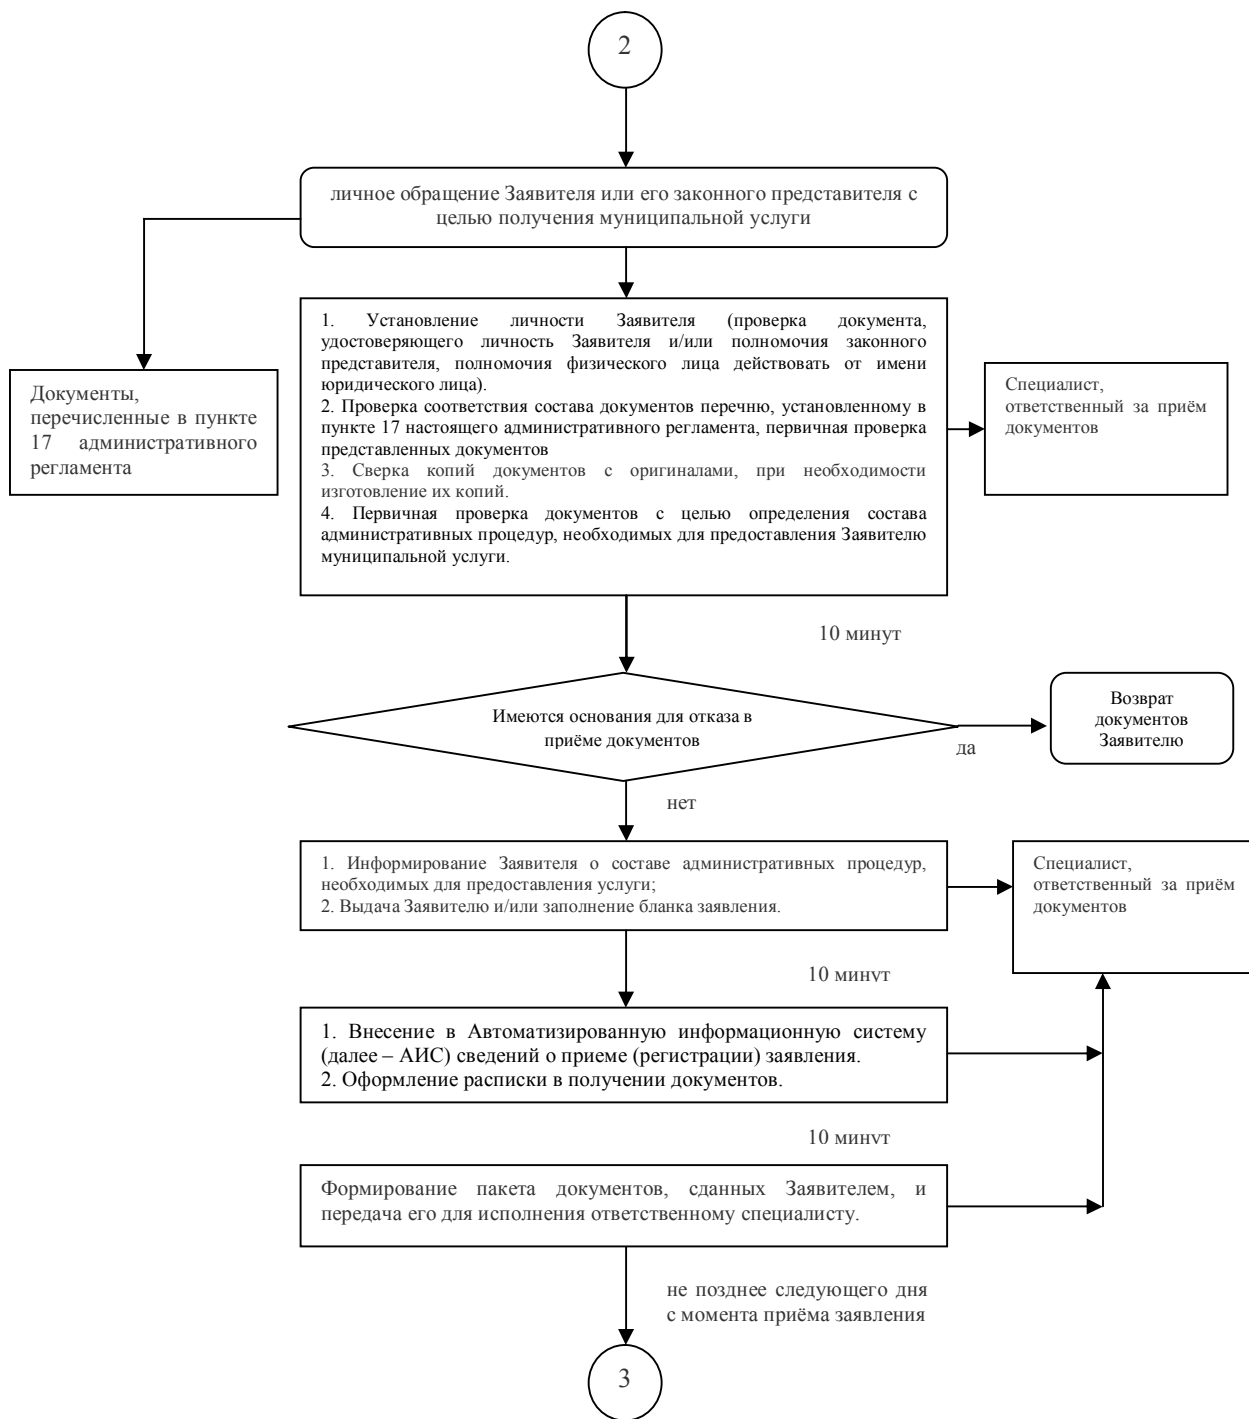 2
личное обращение Заявителя или его законного представителя с
целью получения муниципальной услуги
1. Установление личности Заявителя (проверка документа,
удостоверяющего личность Заявителя и/или полномочия законного
представителя, полномочия физического лица действовать от имени
юридического лица).
2. Проверка соответствия состава документов перечню, установленному в
пункте 17 настоящего административного регламента, первичная проверка
представленных документов
3. Сверка копий документов с оригиналами, при необходимости
изготовление их копий.
4. Первичная проверка документов с целью определения состава
административных процедур, необходимых для предоставления Заявителю
муниципальной услуги.
Документы,
перечисленные в пункте
17 административного
регламента
Специалист,
ответственный за приём
документов
10 минут
Имеются основания для отказа в
приёме документов
да
Возврат
документов
Заявителю
нет
1. Информирование Заявителя о составе административных процедур,
необходимых для предоставления услуги;
2. Выдача Заявителю и/или заполнение бланка заявления.
Специалист,
ответственный за приём
документов
10 минут
1. Внесение в Автоматизированную информационную систему
(далее – АИС) сведений о приеме (регистрации) заявления.
2. Оформление расписки в получении документов.
10 минут
Формирование пакета документов, сданных Заявителем, и
передача его для исполнения ответственному специалисту.
не позднее следующего дня
с момента приёма заявления
3